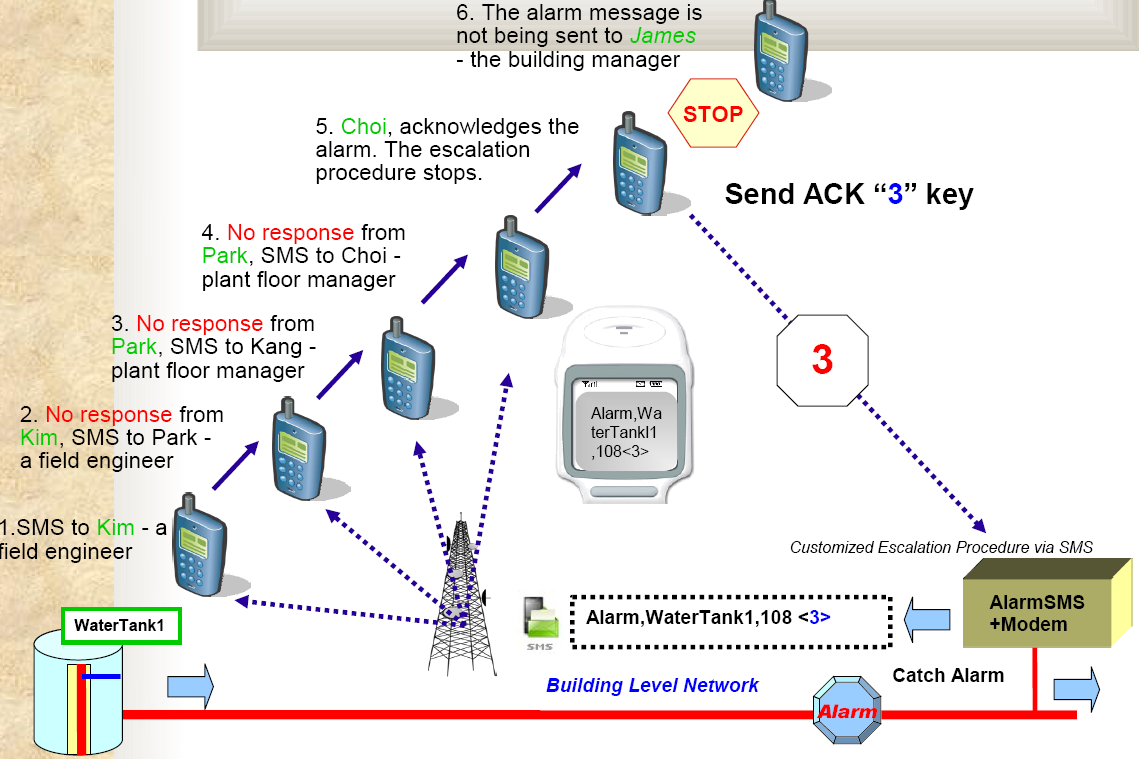 6. The alarm message is
not being sent to James
- the building manager
STOP
5. Choi, acknowledges the
alarm. The escalation
procedure stops.
Send ACK “3” key
4. No response from
Park, SMS to Choi -
plant floor manager
3. No response from
Park, SMS to Kang -
plant floor manager
3
Alarm,Wa
terTankl1
,108<3>
2. No response from
Kim, SMS to Park -
a field engineer
1.SMS to Kim - a
field engineer
Customized Escalation Procedure via SMS
AlarmSMS
+Modem
Alarm,WaterTank1,108 <3>
SMS
WaterTank1
Catch Alarm
Building Level Network
Alarm